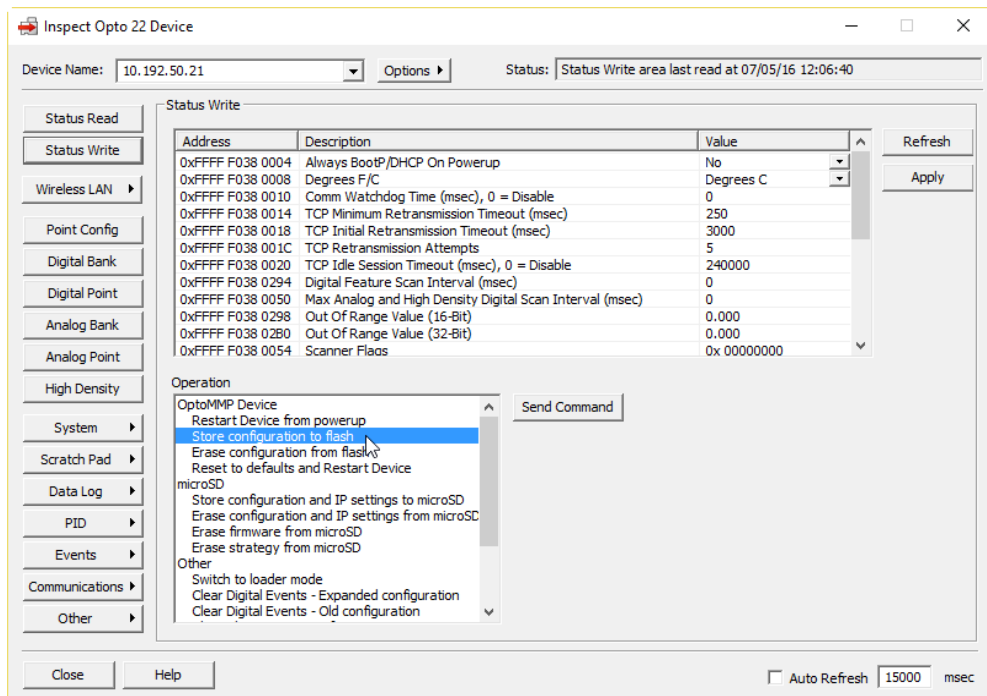 Inspect Opto 22 Device
Device Name: 10.192.50.21 Options Status: Status Write area last read at 07/05/16 12:06:40
Status Read
Status Write
Wireless LAN
Point Config
Digital Bank
Digital Point
Analog Bank
Analog Point
High Density
System
Scratch Pad
Data Log
PID
Events
Communications
Other
Status Write
Address Description Value
0xFFFF F038 0004 Always BootP/DHCP On Powerup No
0xFFFF F038 0008 Degrees F/C Degrees C
0xFFFF F038 0010 Comm Watchdog Time (msec), 0 = Disable 0
0xFFFF F038 0014 TCP Minimum Retransmission Timeout (msec) 250
0xFFFF F038 0018 TCP Initial Retransmission Timeout (msec) 3000
0xFFFF F038 001C TCP Retransmission Attempts 5
0xFFFF F038 0020 TCP Idle Session Timeout (msec), 0 = Disable 240000
0xFFFF F038 0294 Digital Feature Scan Interval (msec) 0
0xFFFF F038 0050 Max Analog and High Density Digital Scan Interval (msec) 0
0xFFFF F038 0298 Out Of Range Value (16-Bit) 0.000
0xFFFF F038 02B0 Out Of Range Value (32-Bit) 0.000
0xFFFF F038 0054 Scanner Flags 0x 00000000
Refresh
Apply
Operation
OptoMMP Device
Restart Device from powerup
Store configuration to flash
Erase configuration from flash
Reset to defaults and Restart Device
microSD
Store configuration and IP settings to microSD
Erase configuration and IP settings from microSD
Erase firmware from microSD
Erase strategy from microSD
Other
Switch to loader mode
Clear Digital Events - Expanded configuration
Clear Digital Events - Old configuration
Send Command
Close Help Auto Refresh 15000 msec